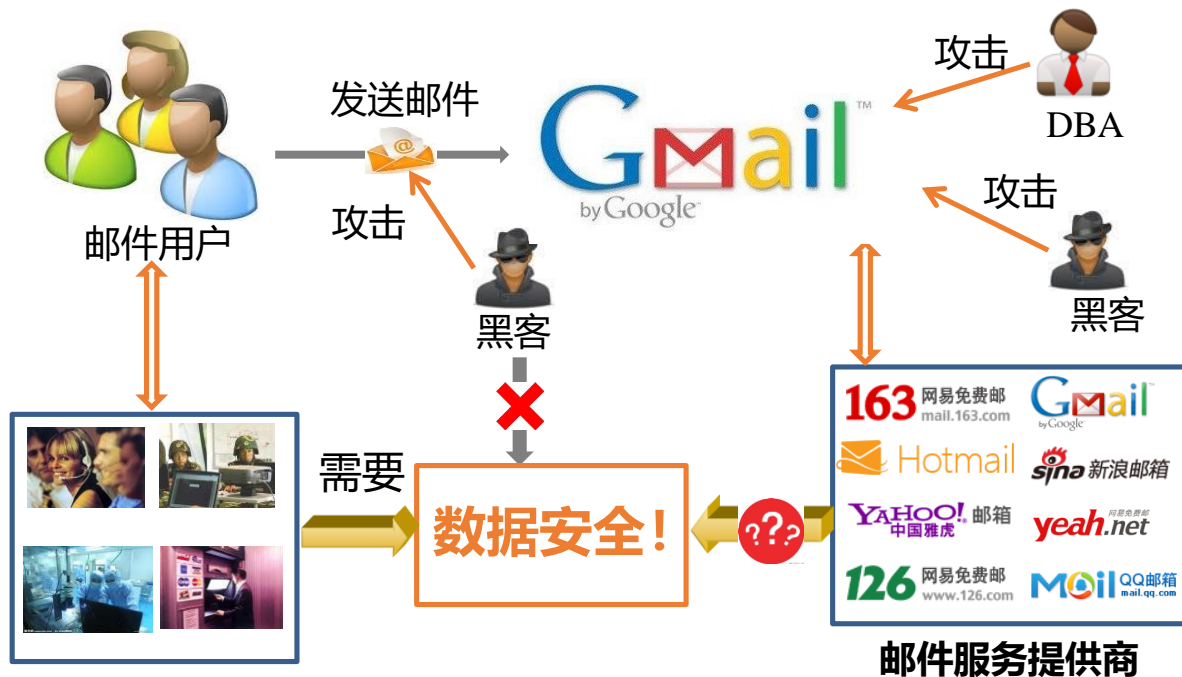 攻击
DBA
发送邮件
Gmail™
by Google
攻击
攻击
邮件用户
黑客
黑客
需要
数据安全！
???
163 网易免费邮
mail.163.com
Gmail
by Google
Hotmail
sina 新浪邮箱
YAHOO! 邮箱
中国雅虎
网易免费邮
yeah.net
126 网易免费邮
www.126.com
Mail QQ邮箱
mail.qq.com
邮件服务提供商